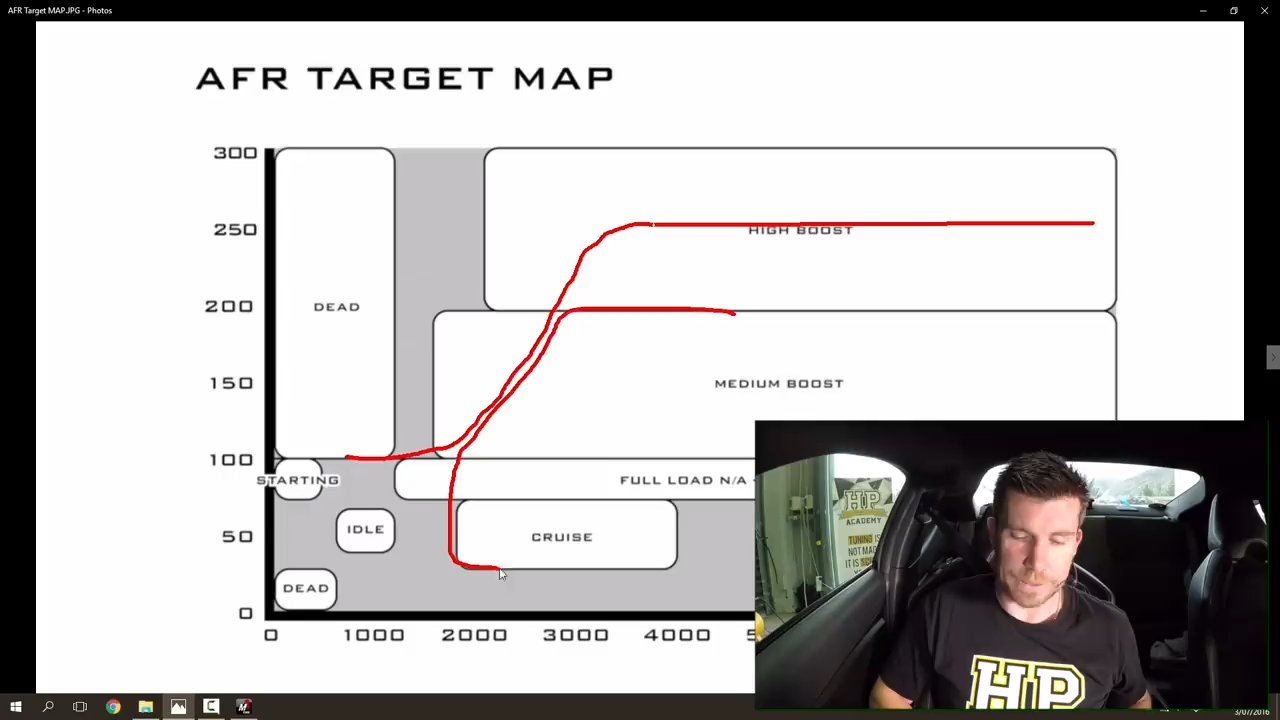 AFR Target MAP.JPG - Photos
AFR TARGET MAP
300
250
200
150
100
50
0
HIGH BOOST
DEAD
MEDIUM BOOST
STARTING
FULL LOAD N/A
IDLE
CRUISE
DEAD
0
1000
2000
3000
4000
HP
ACADEMY
TUNING IS
NOT
IT IS
HP
3/07/2016